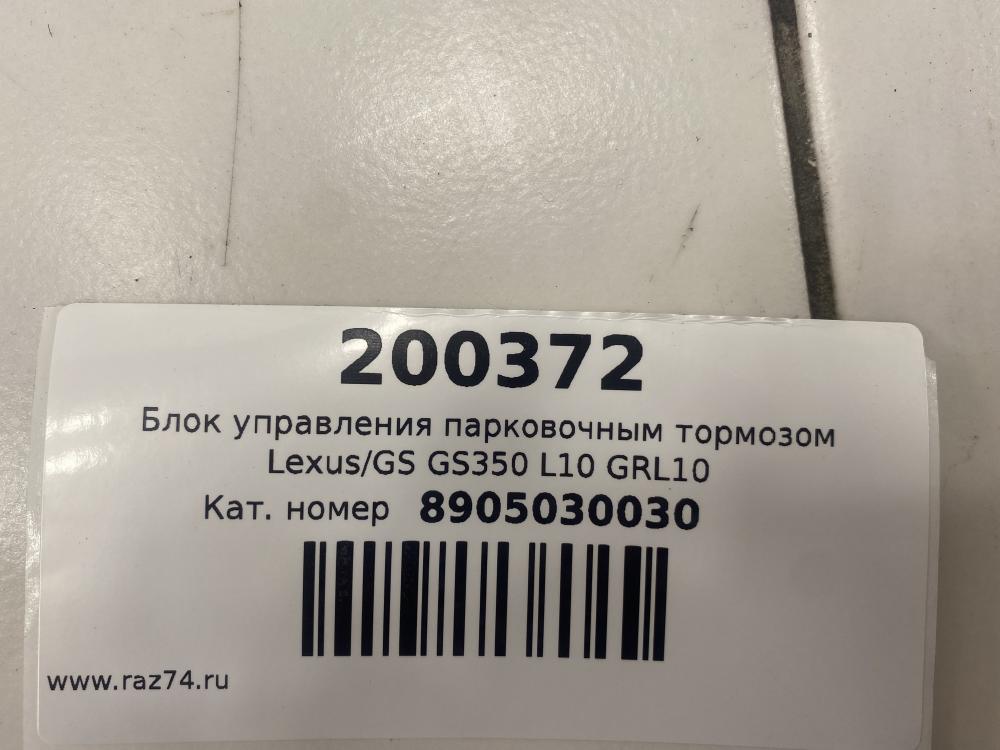 200372
Блок управления парковочным тормозом
Lexus/GS GS350 L10 GRL10
Кат. номер 8905030030
www.raz74.ru